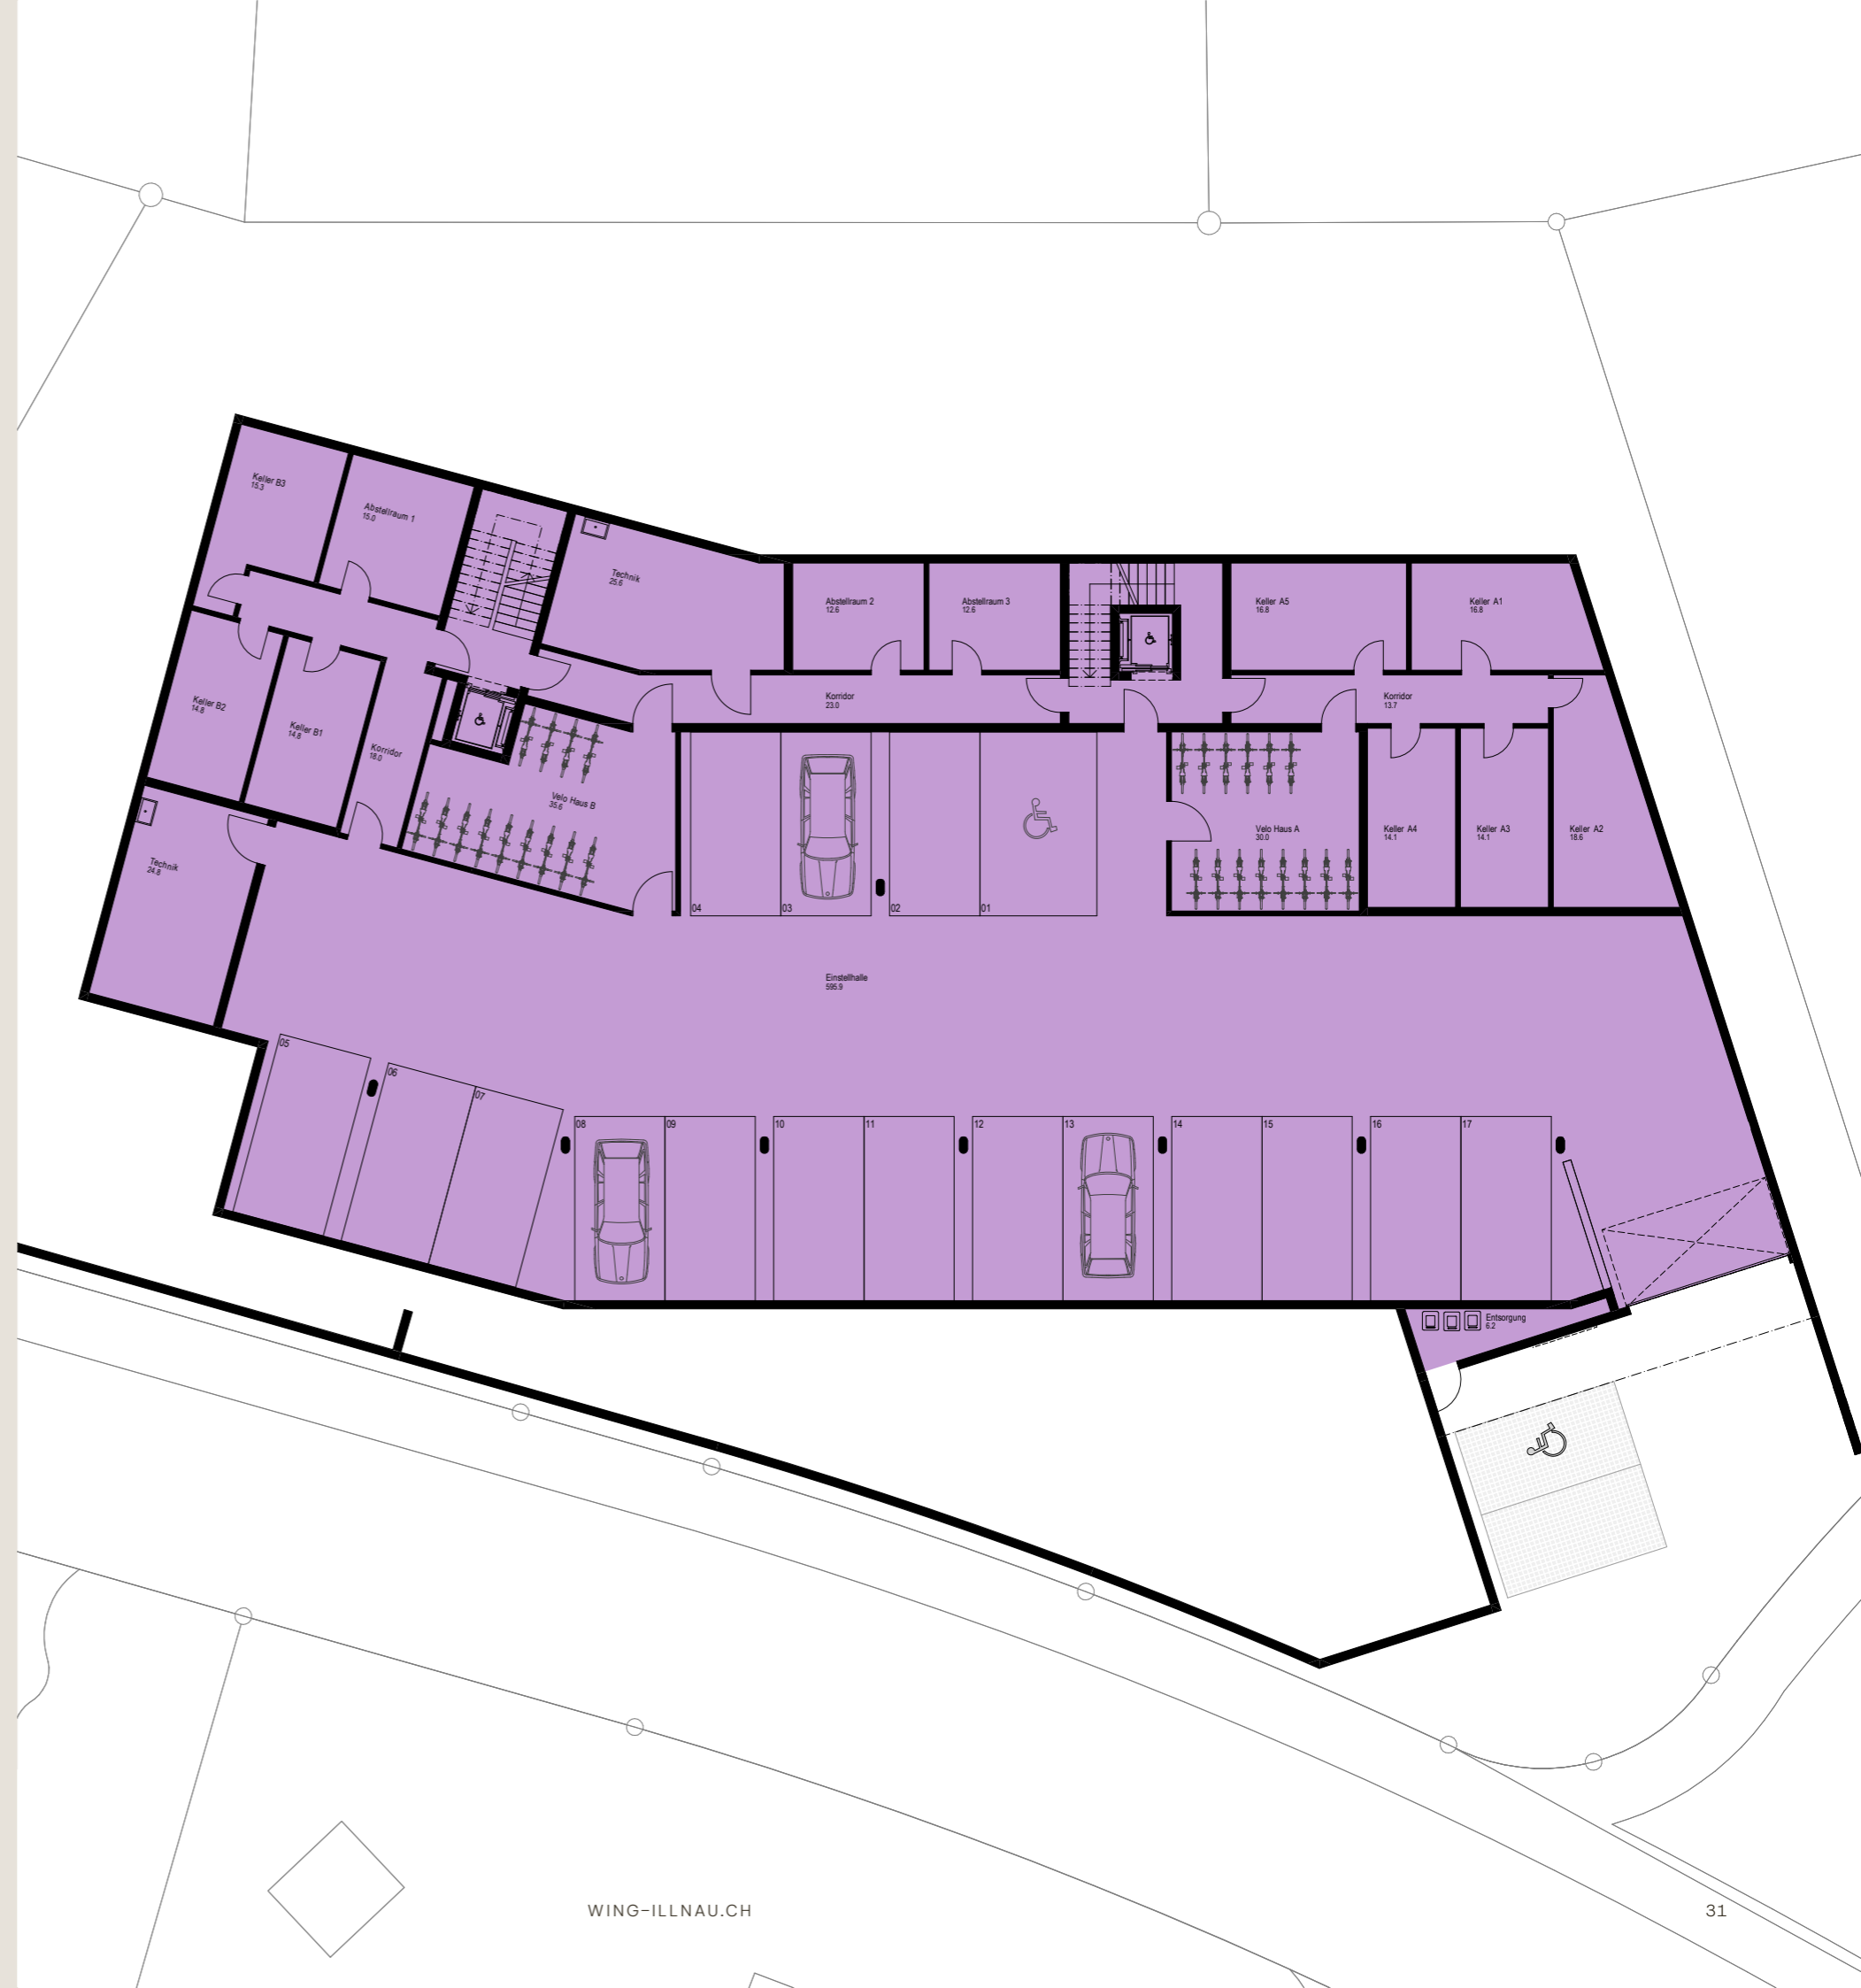 Keller B3
15.3
Abstellraum 1
15.0
Technik
25.6
Abstellraum 2
12.6
Abstellraum 3
12.6
Keller A5
16.8
Keller A1
16.8
Keller B2
14.8
Keller B1
14.8
Korridor
18.0
Korridor
23.0
Korridor
13.7
Velo Haus B
35.6
Velo Haus A
30.0
Keller A4
14.1
Keller A3
14.1
Keller A2
18.6
Technik
24.8
04
03
02
01
Einstellhalle
595.9
05
06
07
08
09
10
11
12
13
14
15
16
17
Entsorgung
6.2
WING-ILLNAU.CH
31